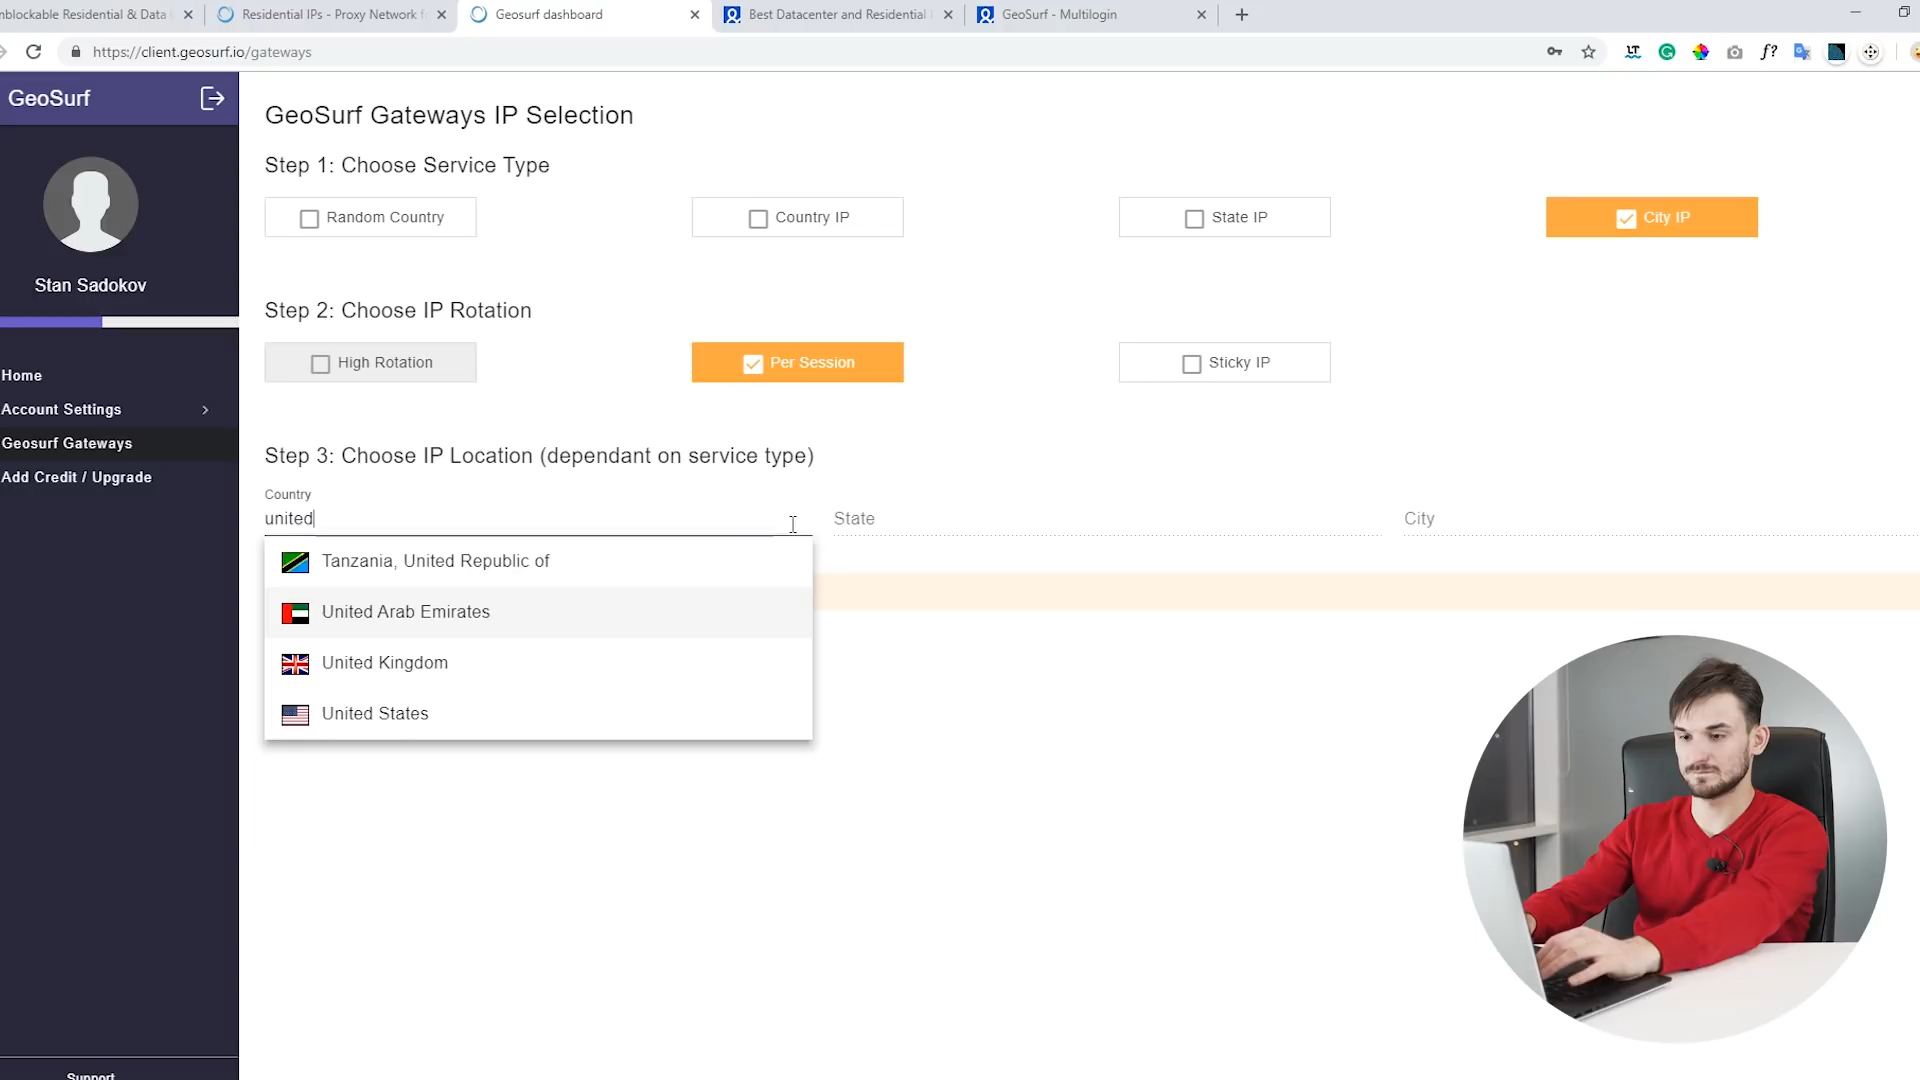 nblockable Residential & Data
Residential IPs - Proxy Network f
Geosurf dashboard
Best Datacenter and Residential
GeoSurf - Multilogin
https://client.geosurf.io/gateways
GeoSurf
Stan Sadokov
Home
Account Settings
Geosurf Gateways
Add Credit / Upgrade
Support
GeoSurf Gateways IP Selection
Step 1: Choose Service Type
Random Country
Country IP
State IP
City IP
Step 2: Choose IP Rotation
High Rotation
Per Session
Sticky IP
Step 3: Choose IP Location (dependant on service type)
Country
united
State
City
Tanzania, United Republic of
United Arab Emirates
United Kingdom
United States